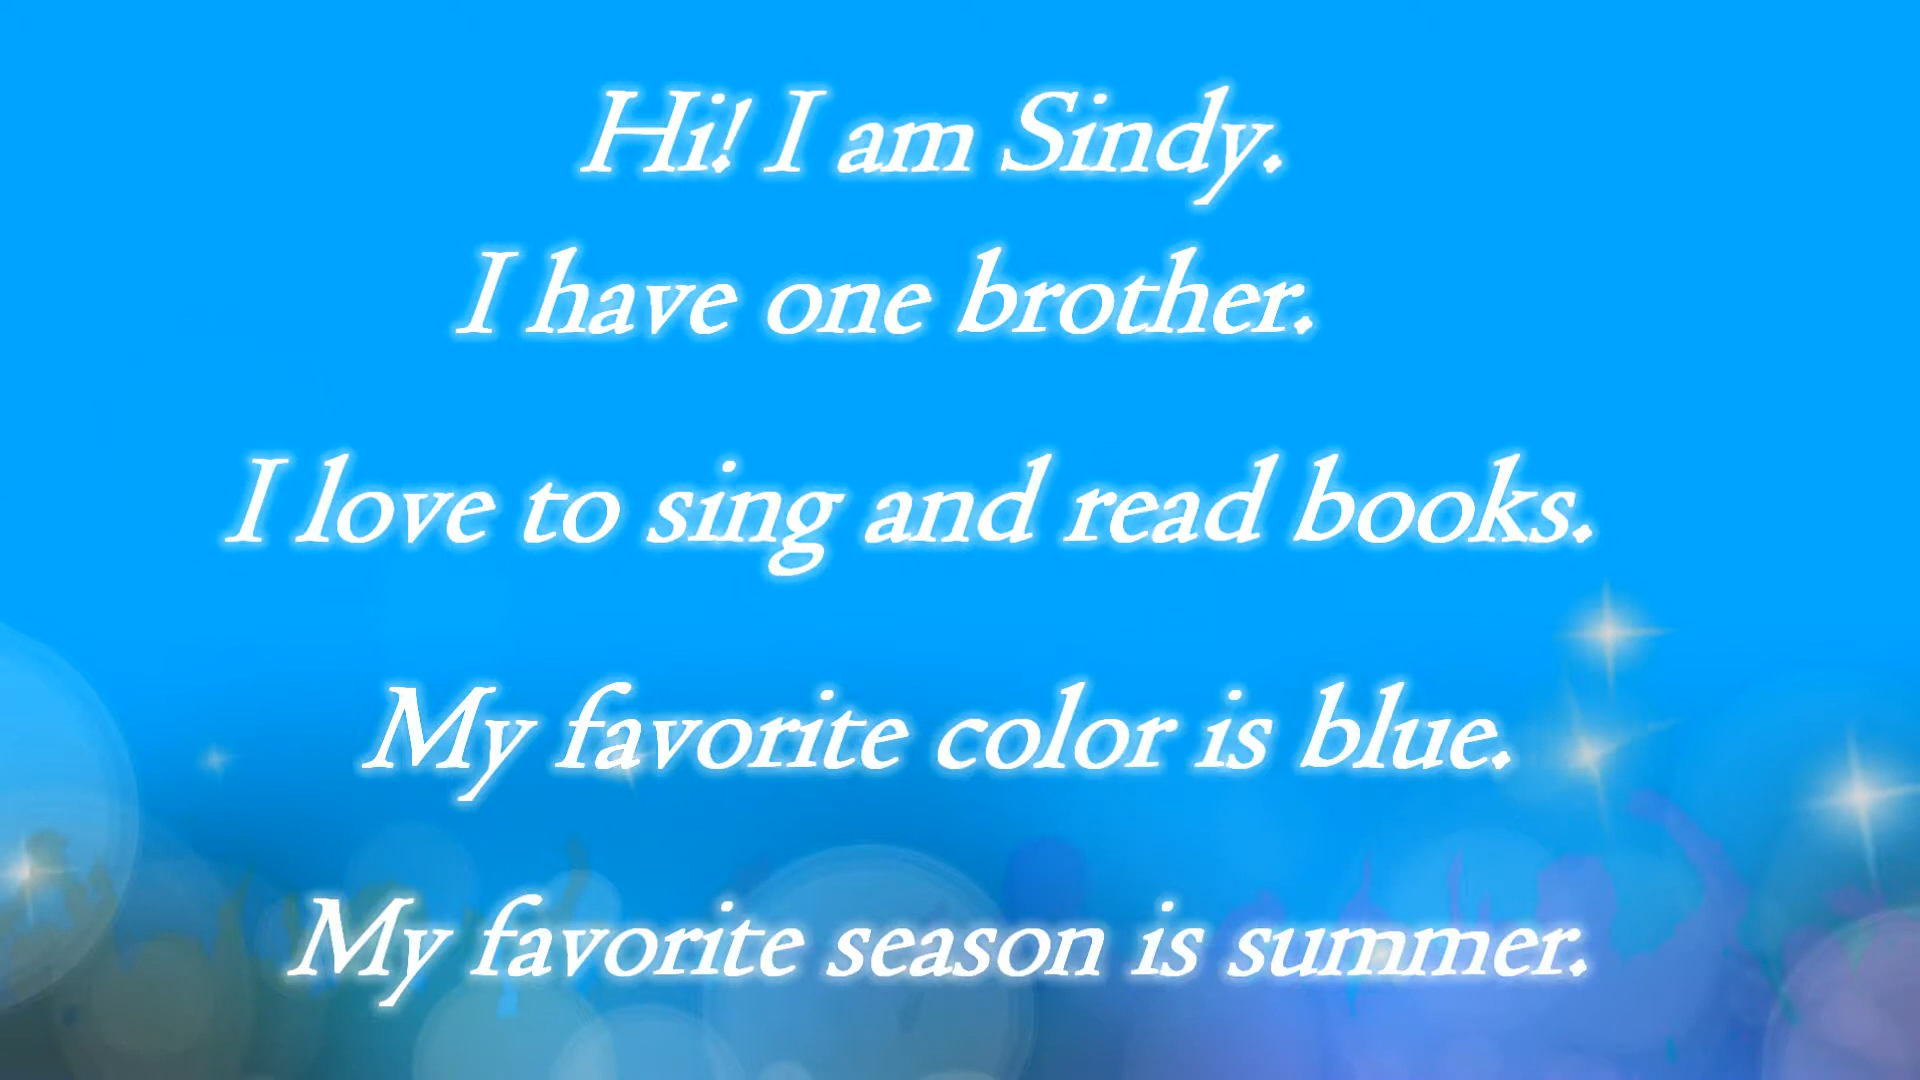 Hi! I am Sindy.
I have one brother.
I love to sing and read books.
My favorite color is blue.
My favorite season is summer.